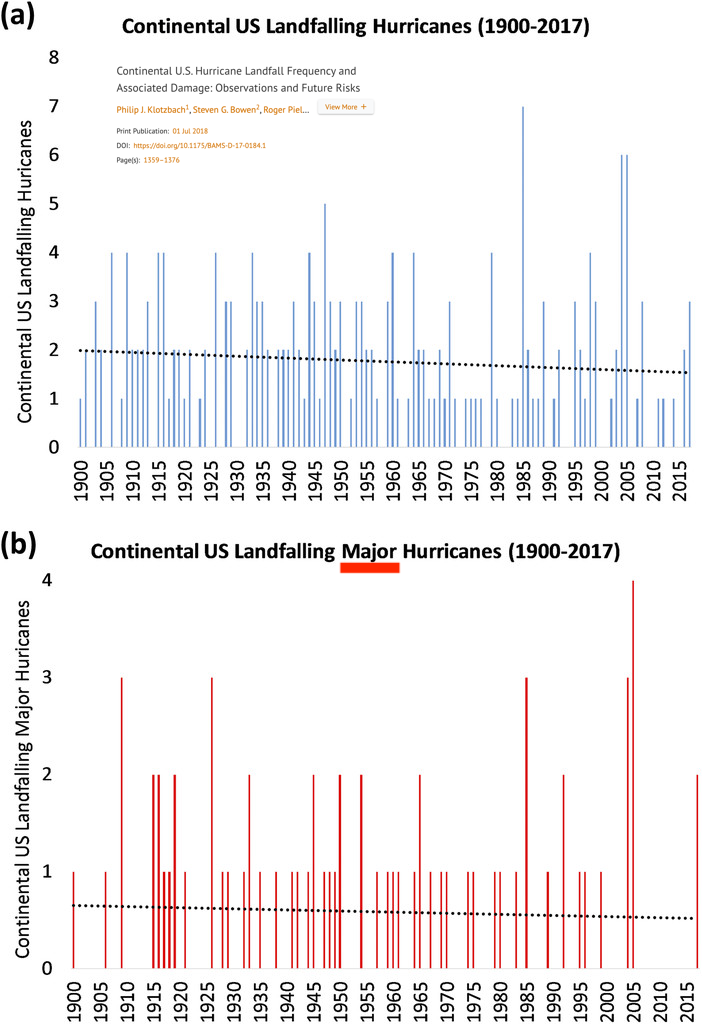 (a)
Continental US Landfalling Hurricanes (1900-2017)
Continental U.S. Hurricane Landfall Frequency and
Associated Damage: Observations and Future Risks
Philip J. Klotzbach1, Steven G. Bowen2, Roger Piel... View More +
Print Publication: 01 Jul 2018
DOI: https://doi.org/10.1175/BAMS-D-17-0184.1
Page(s): 1359–1376
Continental US Landfalling Huricanes
8
7
6
5
4
3
2
1
0
1900 1905 1910 1915 1920 1925 1930 1935 1940 1945 1950 1955 1960 1965 1970 1975 1980 1985 1990 1995 2000 2005 2010 2015
(b)
Continental US Landfalling Major Hurricanes (1900-2017)
Continental US Landfalling Major Huricanes
4
3
2
1
0
1900 1905 1910 1915 1920 1925 1930 1935 1940 1945 1950 1955 1960 1965 1970 1975 1980 1985 1990 1995 2000 2005 2010 2015